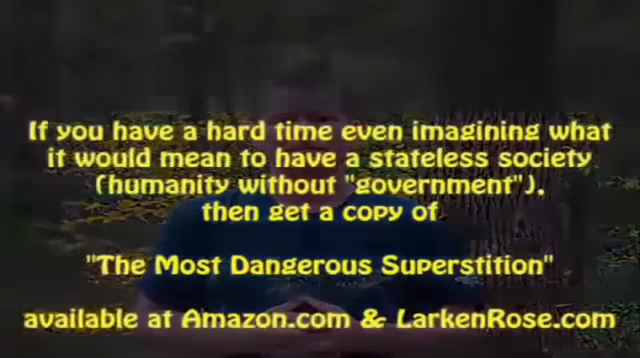 If you have a hard time even imagining what
it would mean to have a stateless society
(humanity without "government"),
then get a copy of
"The Most Dangerous Superstition"
available at Amazon.com & LarkenRose.com